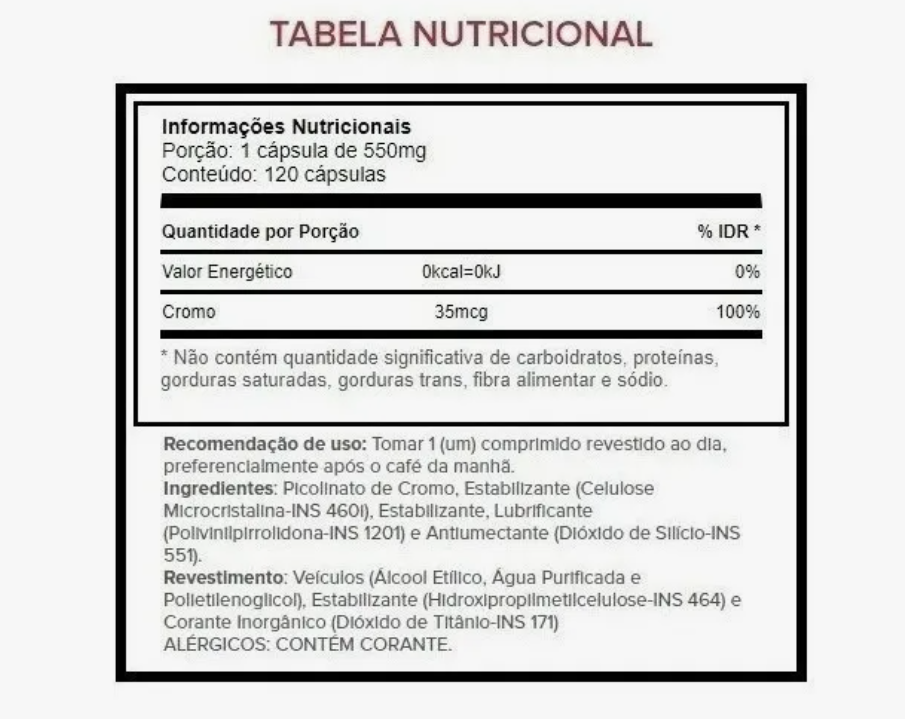 TABELA NUTRICIONAL
Informações Nutricionais
Porção: 1 cápsula de 550mg
Conteúdo: 120 cápsulas
Quantidade por Porção % IDR *
Valor Energético 0kcal=0kJ 0%
Cromo 35mcg 100%
* Não contém quantidade significativa de carboidratos, proteínas,
gorduras saturadas, gorduras trans, fibra alimentar e sódio.
Recomendação de uso: Tomar 1 (um) comprimido revestido ao dia,
preferencialmente após o café da manhã.
Ingredientes: Picolinato de Cromo, Estabilizante (Celulose
Microcristalina-INS 460i), Estabilizante, Lubrificante
(Polivinilpirrolidona-INS 1201) e Antiumectante (Dióxido de Silício-INS
551).
Revestimento: Veículos (Álcool Etílico, Água Purificada e
Polietilenoglicol), Estabilizante (Hidroxipropilmetilcelulose-INS 464) e
Corante Inorgânico (Dióxido de Titânio-INS 171)
ALÉRGICOS: CONTÉM CORANTE.